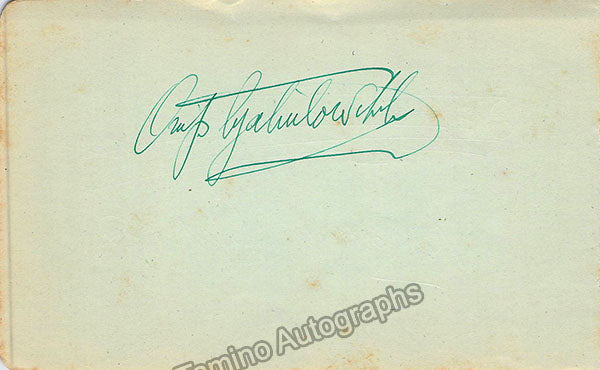 Ossip Gabrilowitsch
Tamino Autographs